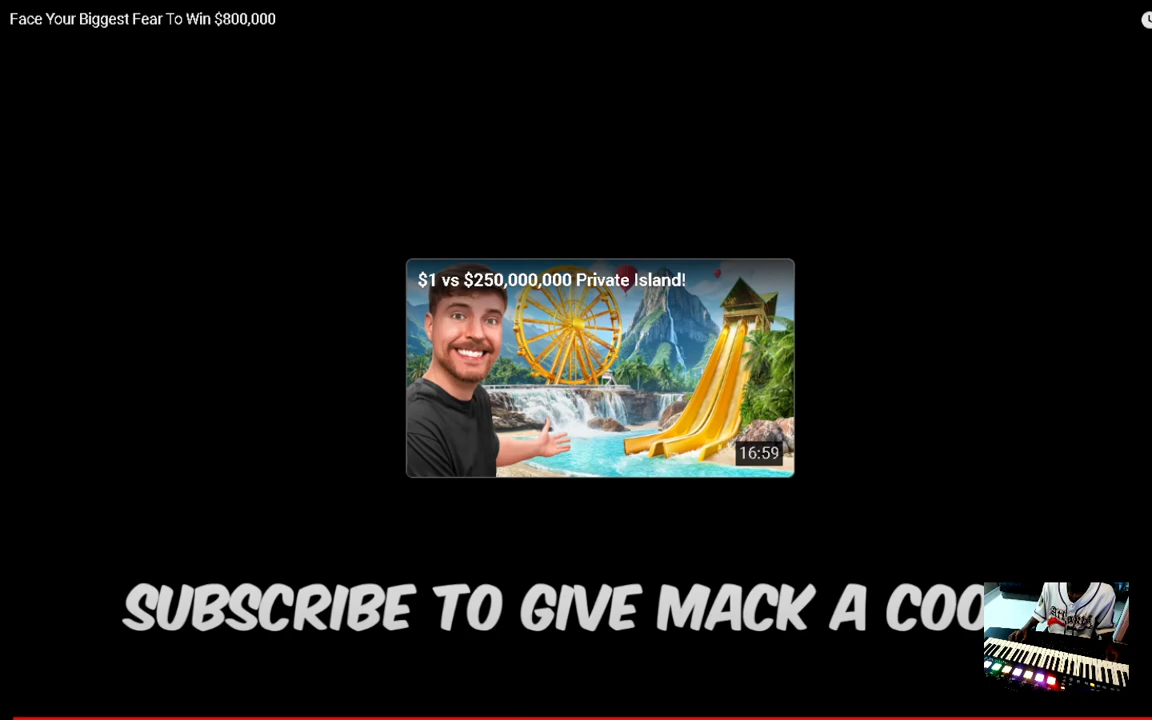 Face Your Biggest Fear To Win $800,000
$1 vs $250,000,000 Private Island!
16:59
SUBSCRIBE TO GIVE MACK A